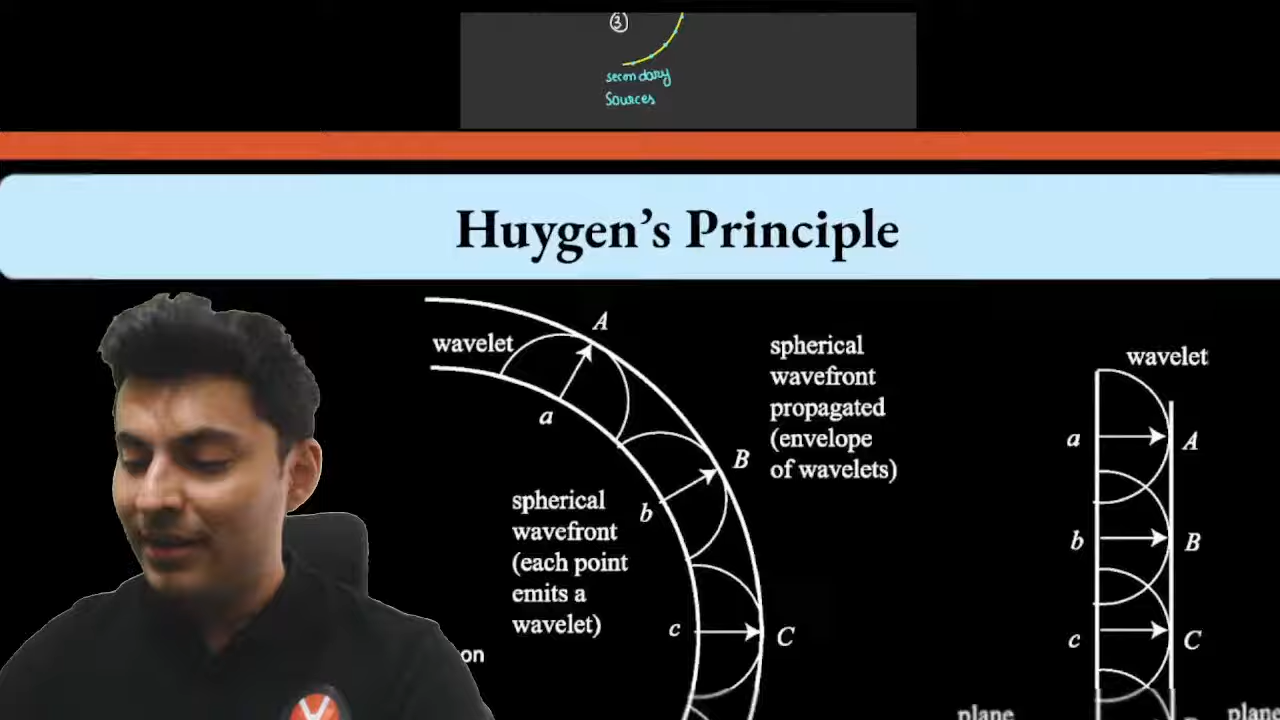 3
secondary
Sources
Huygen's Principle
wavelet
A
a
B
b
spherical
wavefront
propagated
(envelope
of wavelets)
spherical
wavefront
(each point
emits a
wavelet)
c
C
on
wavelet
a
A
b
B
c
C
plane
plane